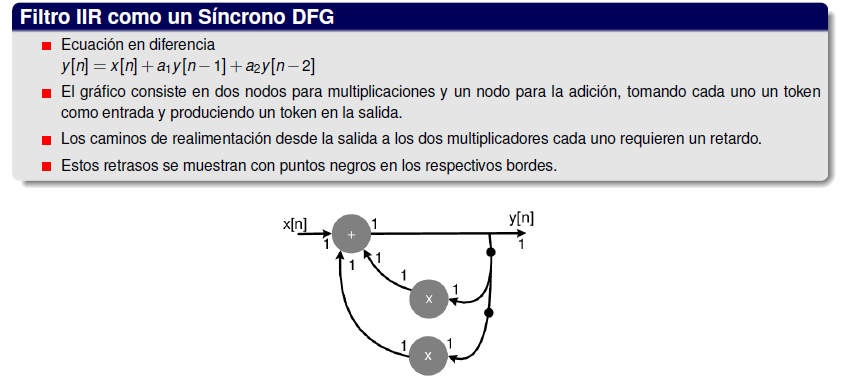 Filtro IIR como un Síncrono DFG
Ecuación en diferencia
y[n] = x[n] + a₁y[n − 1] + a₂y[n − 2]
El gráfico consiste en dos nodos para multiplicaciones y un nodo para la adición, tomando cada uno un token
como entrada y produciendo un token en la salida.
Los caminos de realimentación desde la salida a los dos multiplicadores cada uno requieren un retardo.
Estos retrasos se muestran con puntos negros en los respectivos bordes.
x[n] 1 y[n]
+
1 1
1 1
1 1
x
1 1
x